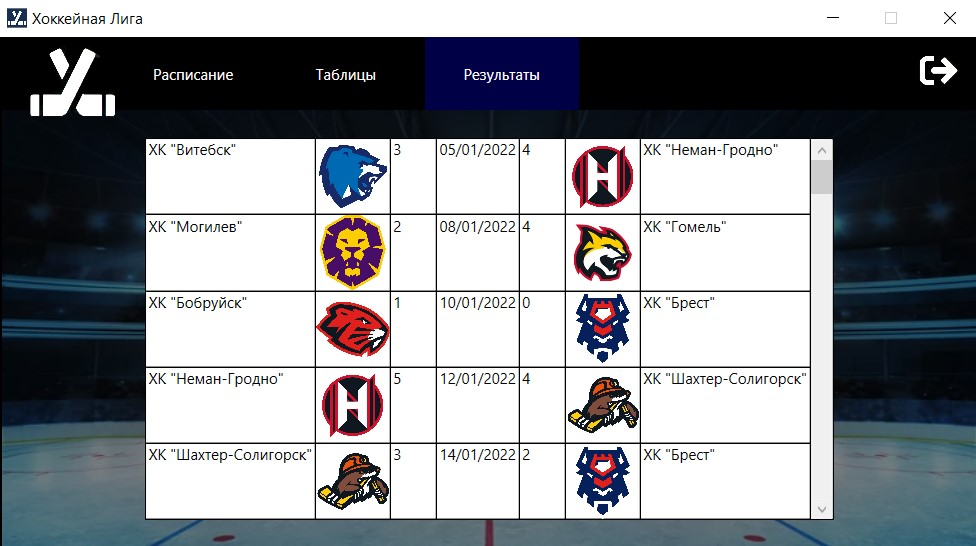 Хоккейная Лига
Расписание Таблицы Результаты
ХК "Витебск" 3 05/01/2022 4 ХК "Неман-Гродно"
ХК "Могилев" 2 08/01/2022 4 ХК "Гомель"
ХК "Бобруйск" 1 10/01/2022 0 ХК "Брест"
ХК "Неман-Гродно" 5 12/01/2022 4 ХК "Шахтер-Солигорск"
ХК "Шахтер-Солигорск" 3 14/01/2022 2 ХК "Брест"